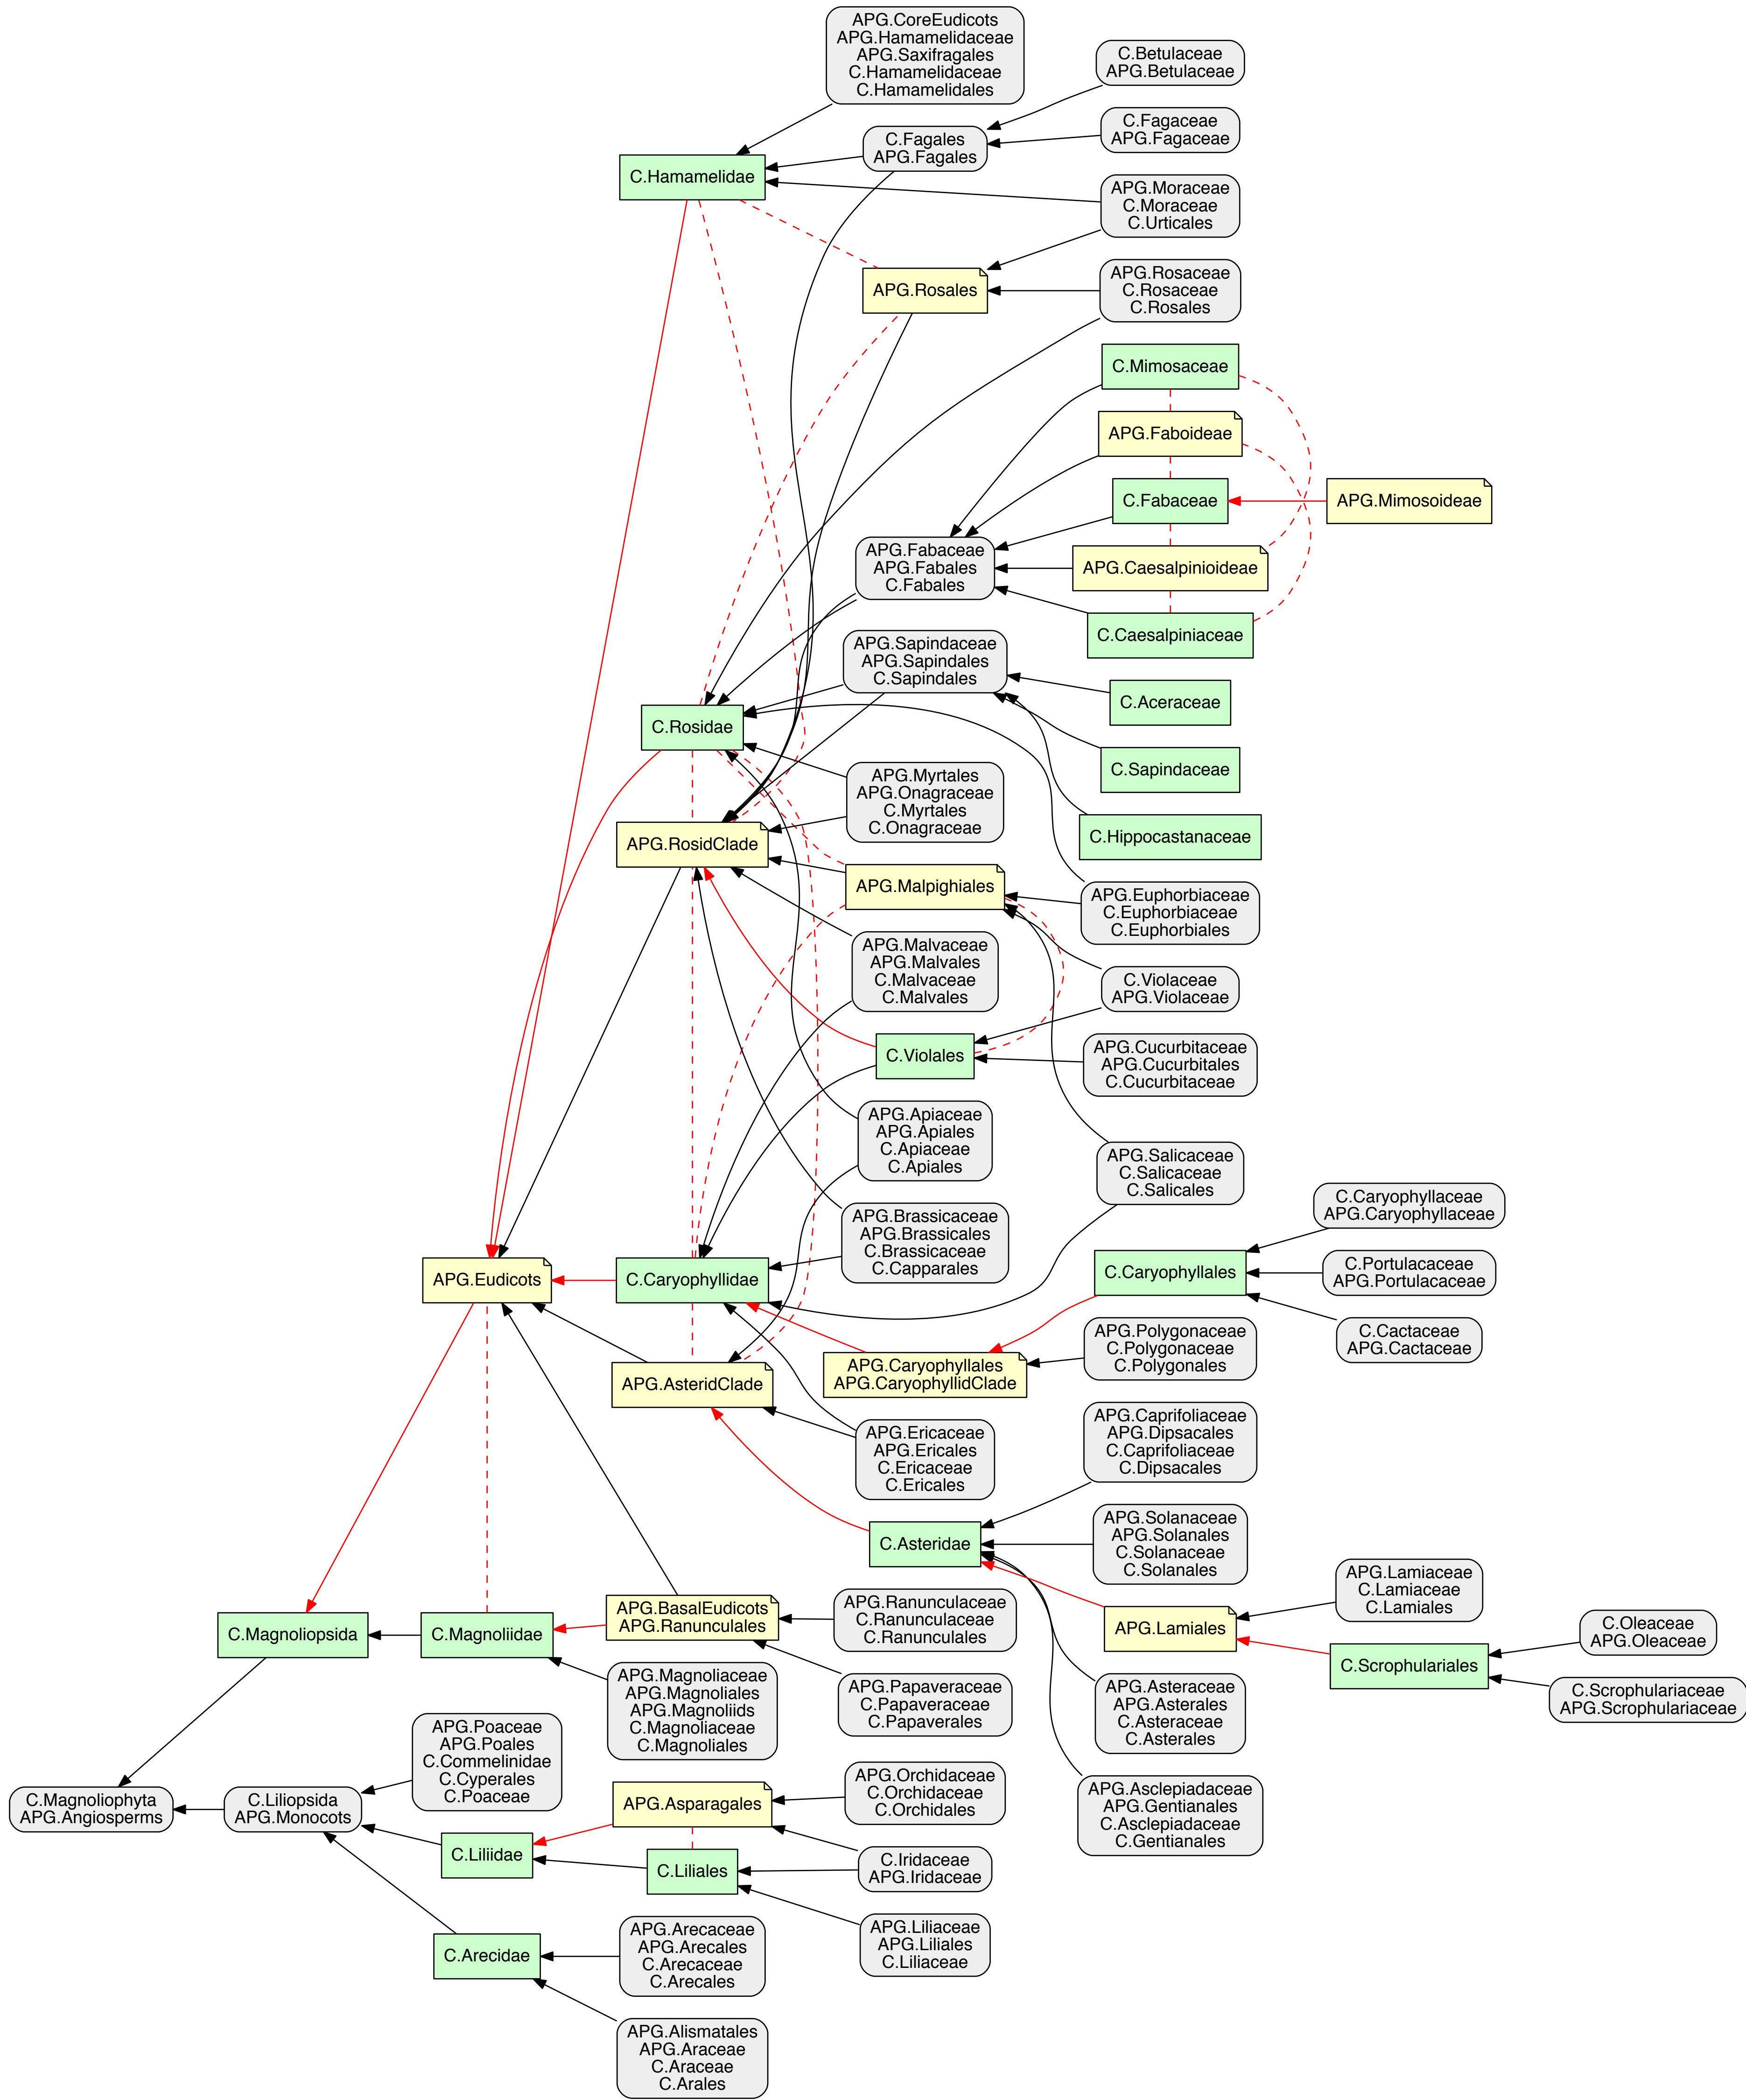 APG.CoreEudicots
APG.Hamamelidaceae
APG.Saxifragales
C.Hamamelidaceae
C.Hamamelidales
C.Betulaceae
APG.Betulaceae
C.Fagaceae
APG.Fagaceae
C.Fagales
APG.Fagales
C.Hamamelidae
APG.Moraceae
C.Moraceae
C.Urticales
APG.Rosales
APG.Rosaceae
C.Rosaceae
C.Rosales
C.Mimosaceae
APG.Faboideae
C.Fabaceae
APG.Mimosoideae
APG.Fabaceae
APG.Fabales
C.Fabales
APG.Caesalpinioideae
C.Caesalpiniaceae
APG.Sapindaceae
APG.Sapindales
C.Sapindales
C.Aceraceae
C.Rosidae
C.Sapindaceae
APG.Myrtales
APG.Onagraceae
C.Myrtales
C.Onagraceae
C.Hippocastanaceae
APG.RosidClade
APG.Malpighiales
APG.Euphorbiaceae
C.Euphorbiaceae
C.Euphorbiales
APG.Malvaceae
APG.Malvales
C.Malvaceae
C.Malvales
C.Violaceae
APG.Violaceae
C.Violales
APG.Cucurbitaceae
APG.Cucurbitales
C.Cucurbitaceae
APG.Apiaceae
APG.Apiales
C.Apiaceae
C.Apiales
APG.Salicaceae
C.Salicaceae
C.Salicales
APG.Brassicaceae
APG.Brassicales
C.Brassicaceae
C.Capparales
C.Caryophyllaceae
APG.Caryophyllaceae
APG.Eudicots
C.Caryophyllidae
C.Caryophyllales
C.Portulacaceae
APG.Portulacaceae
C.Cactaceae
APG.Cactaceae
APG.Polygonaceae
C.Polygonaceae
C.Polygonales
APG.AsteridClade
APG.Caryophyllales
APG.CaryophyllidClade
APG.Ericaceae
APG.Ericales
C.Ericaceae
C.Ericales
APG.Caprifoliaceae
APG.Dipsacales
C.Caprifoliaceae
C.Dipsacales
C.Asteridae
APG.Solanaceae
APG.Solanales
C.Solanaceae
C.Solanales
APG.Lamiaceae
C.Lamiaceae
C.Lamiales
C.Magnoliopsida
C.Magnoliidae
APG.BasalEudicots
APG.Ranunculales
APG.Ranunculaceae
C.Ranunculaceae
C.Ranunculales
APG.Lamiales
C.Oleaceae
APG.Oleaceae
C.Scrophulariales
C.Scrophulariaceae
APG.Scrophulariaceae
APG.Magnoliaceae
APG.Magnoliales
APG.Magnoliids
C.Magnoliaceae
C.Magnoliales
APG.Papaveraceae
C.Papaveraceae
C.Papaverales
APG.Asteraceae
APG.Asterales
C.Asteraceae
C.Asterales
APG.Poaceae
APG.Poales
C.Commelinidae
C.Cyperales
C.Poaceae
C.Magnoliophyta
APG.Angiosperms
C.Liliopsida
APG.Monocots
APG.Asparagales
APG.Orchidaceae
C.Orchidaceae
C.Orchidales
APG.Asclepiadaceae
APG.Gentianales
C.Asclepiadaceae
C.Gentianales
C.Liliidae
C.Liliales
C.Iridaceae
APG.Iridaceae
C.Arecidae
APG.Arecaceae
APG.Arecales
C.Arecaceae
C.Arecales
APG.Liliaceae
APG.Liliales
C.Liliaceae
APG.Alismatales
APG.Araceae
C.Araceae
C.Arales